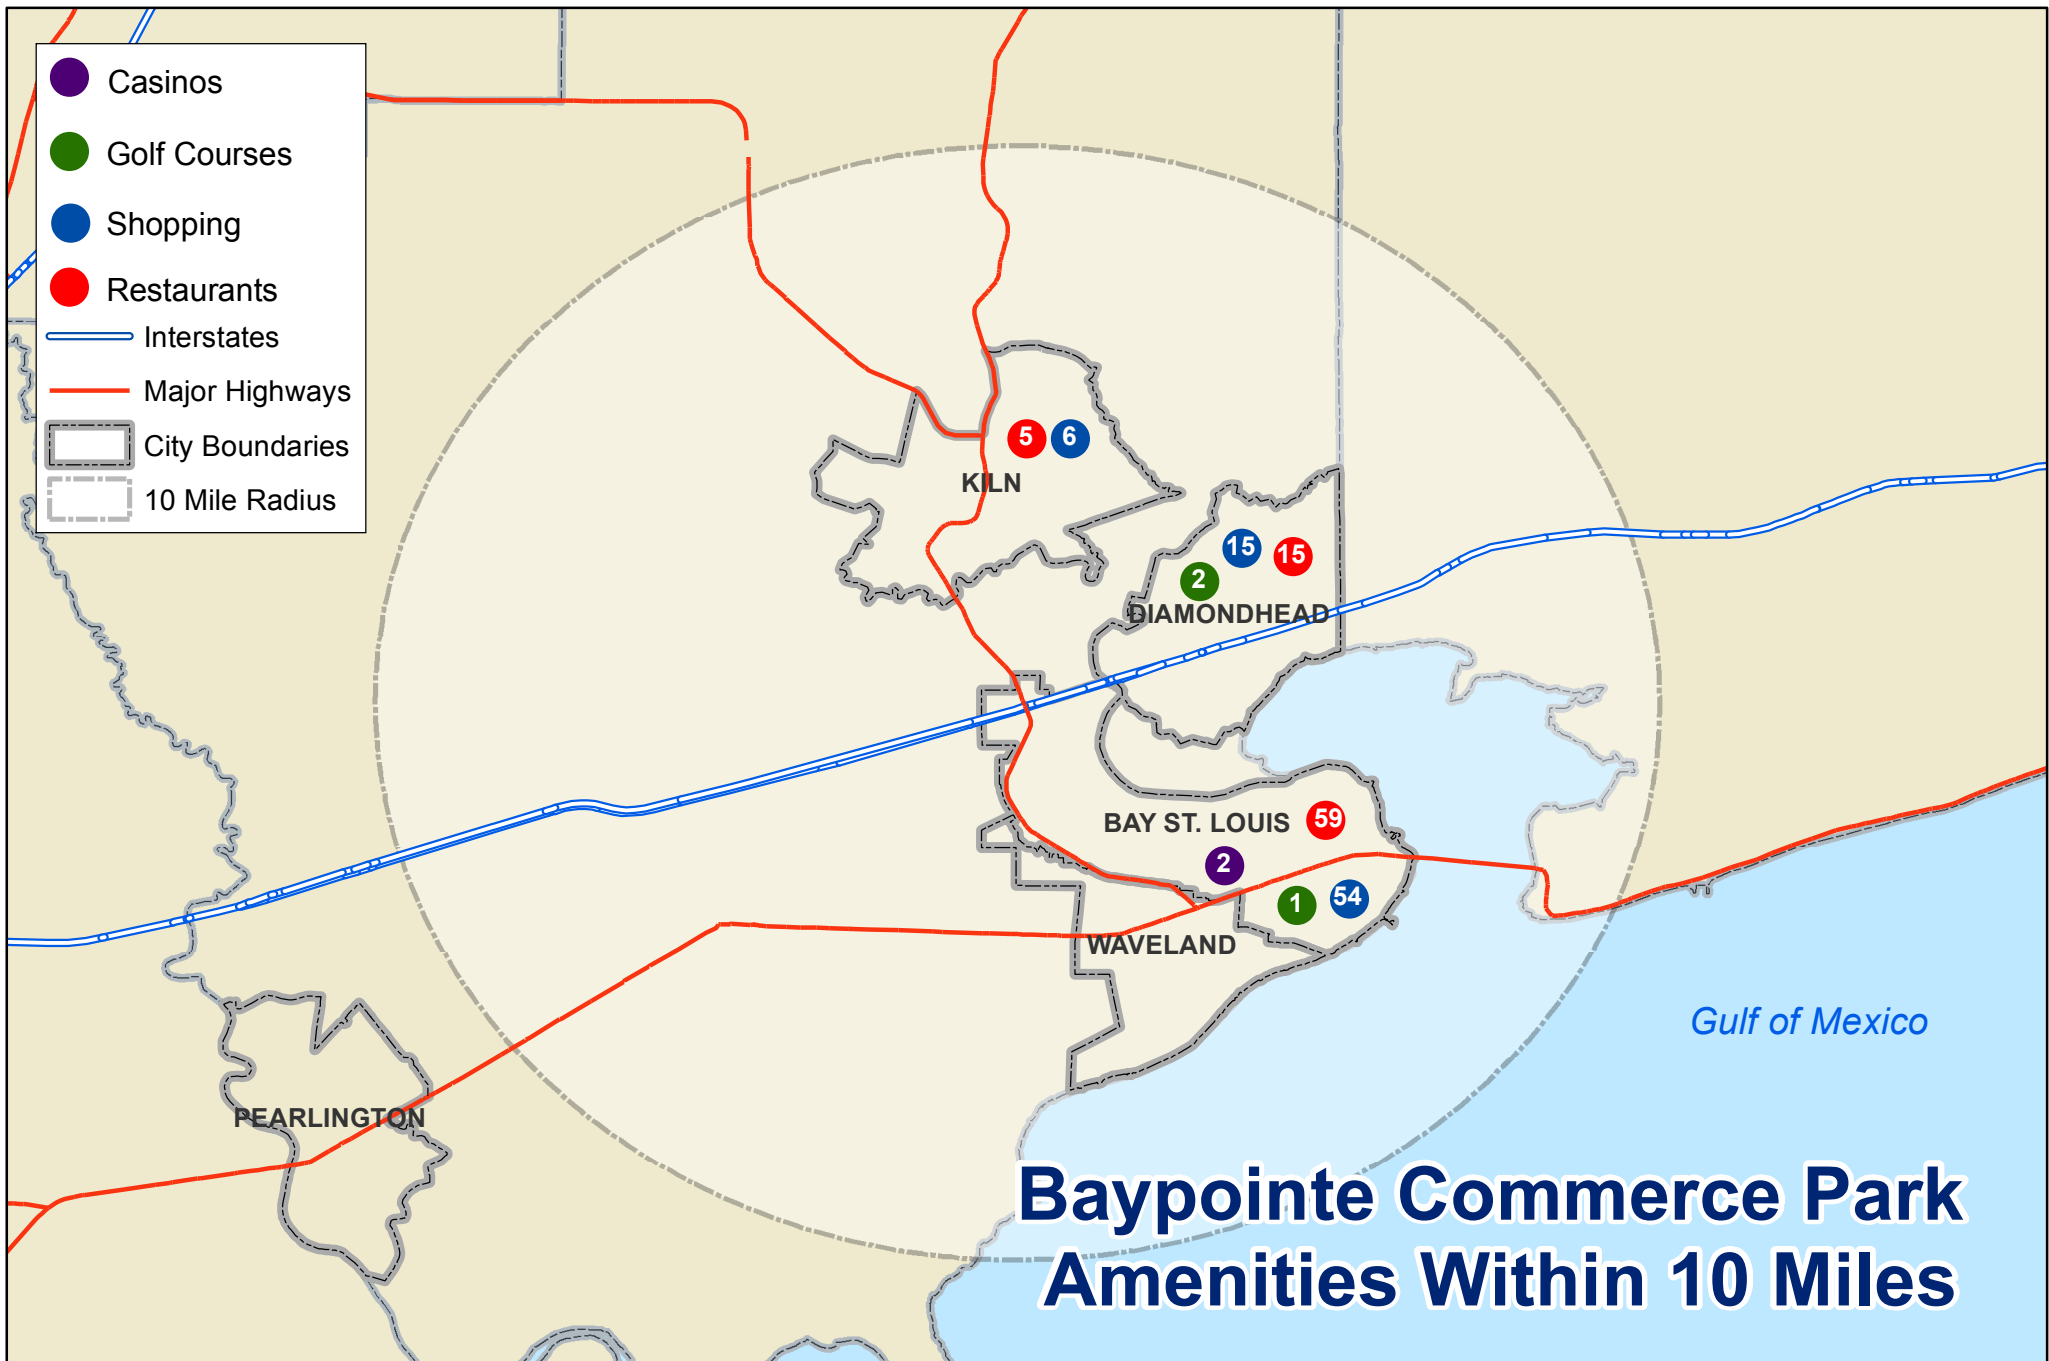 Casinos
Golf Courses
Shopping
Restaurants
Interstates
Major Highways
City Boundaries
10 Mile Radius
5
6
KILN
15
15
2
DIAMONDHEAD
59
BAY ST. LOUIS
2
54
1
WAVELAND
Gulf of Mexico
PEARLINGTON
Baypointe Commerce Park
Amenities Within 10 Miles